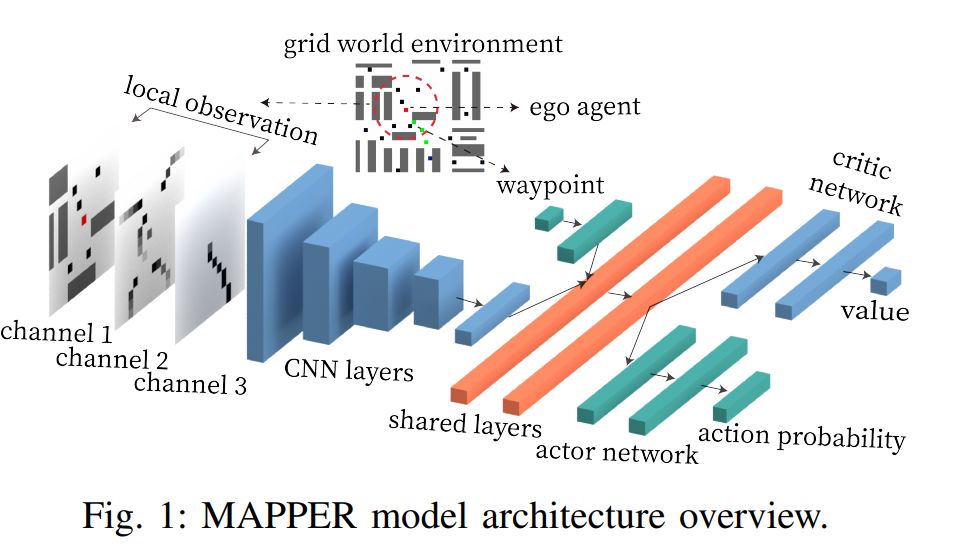 grid world environment
local observation
ego agent
waypoint
critic
network
channel 1
channel 2
channel 3
CNN layers
value
shared layers
actor network
action probability
Fig. 1: MAPPER model architecture overview.